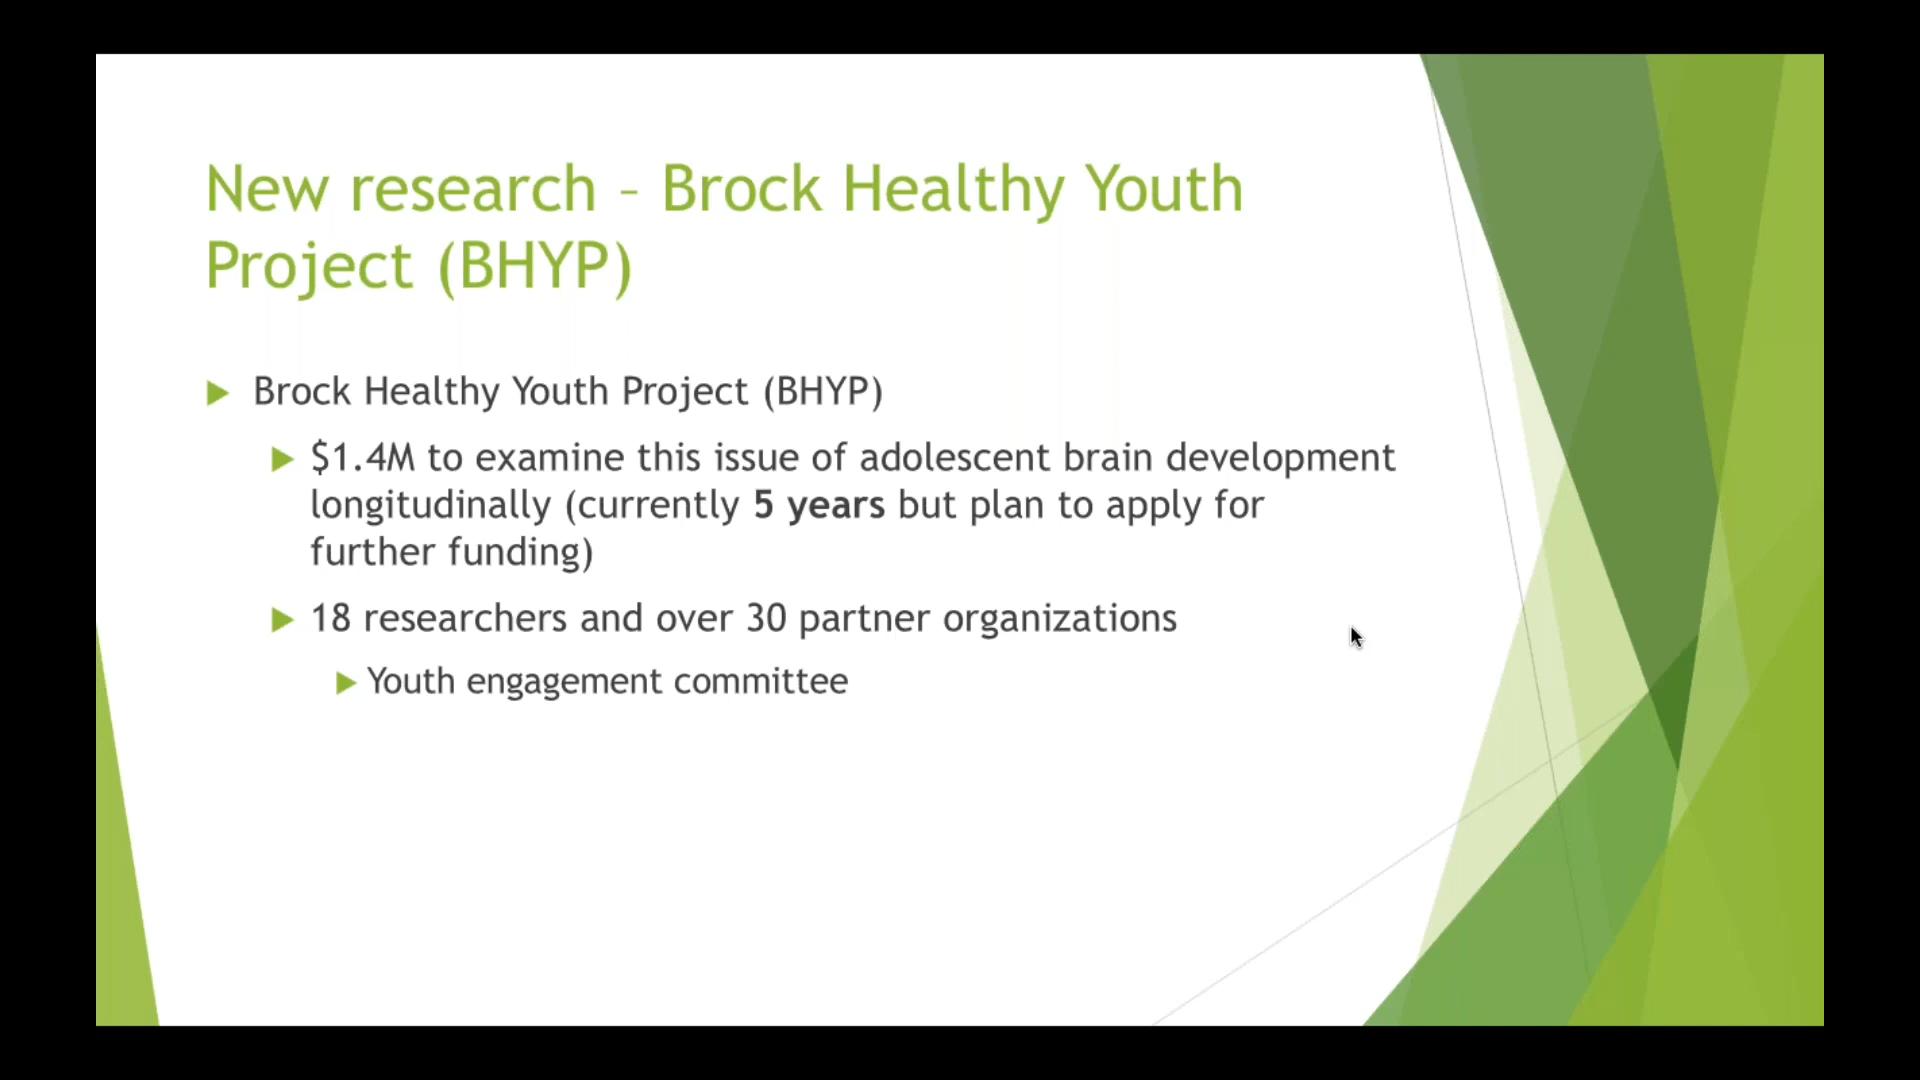 New research – Brock Healthy Youth
Project (BHYP)
Brock Healthy Youth Project (BHYP)
$1.4M to examine this issue of adolescent brain development
longitudinally (currently 5 years but plan to apply for
further funding)
18 researchers and over 30 partner organizations
Youth engagement committee